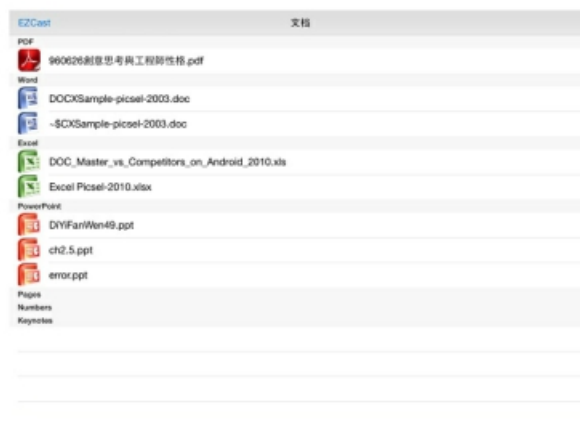 EZCast 文档
PDF
960626創意思考與工程師性格.pdf
Word
DOCXSample-picsel-2003.doc
~$CXSample-picsel-2003.doc
Excel
DOC_Master_vs_Competitors_on_Android_2010.xls
Excel Picsel-2010.xlsx
PowerPoint
DiYiFanWen49.ppt
ch2.5.ppt
error.ppt
Pages
Numbers
Keynotes